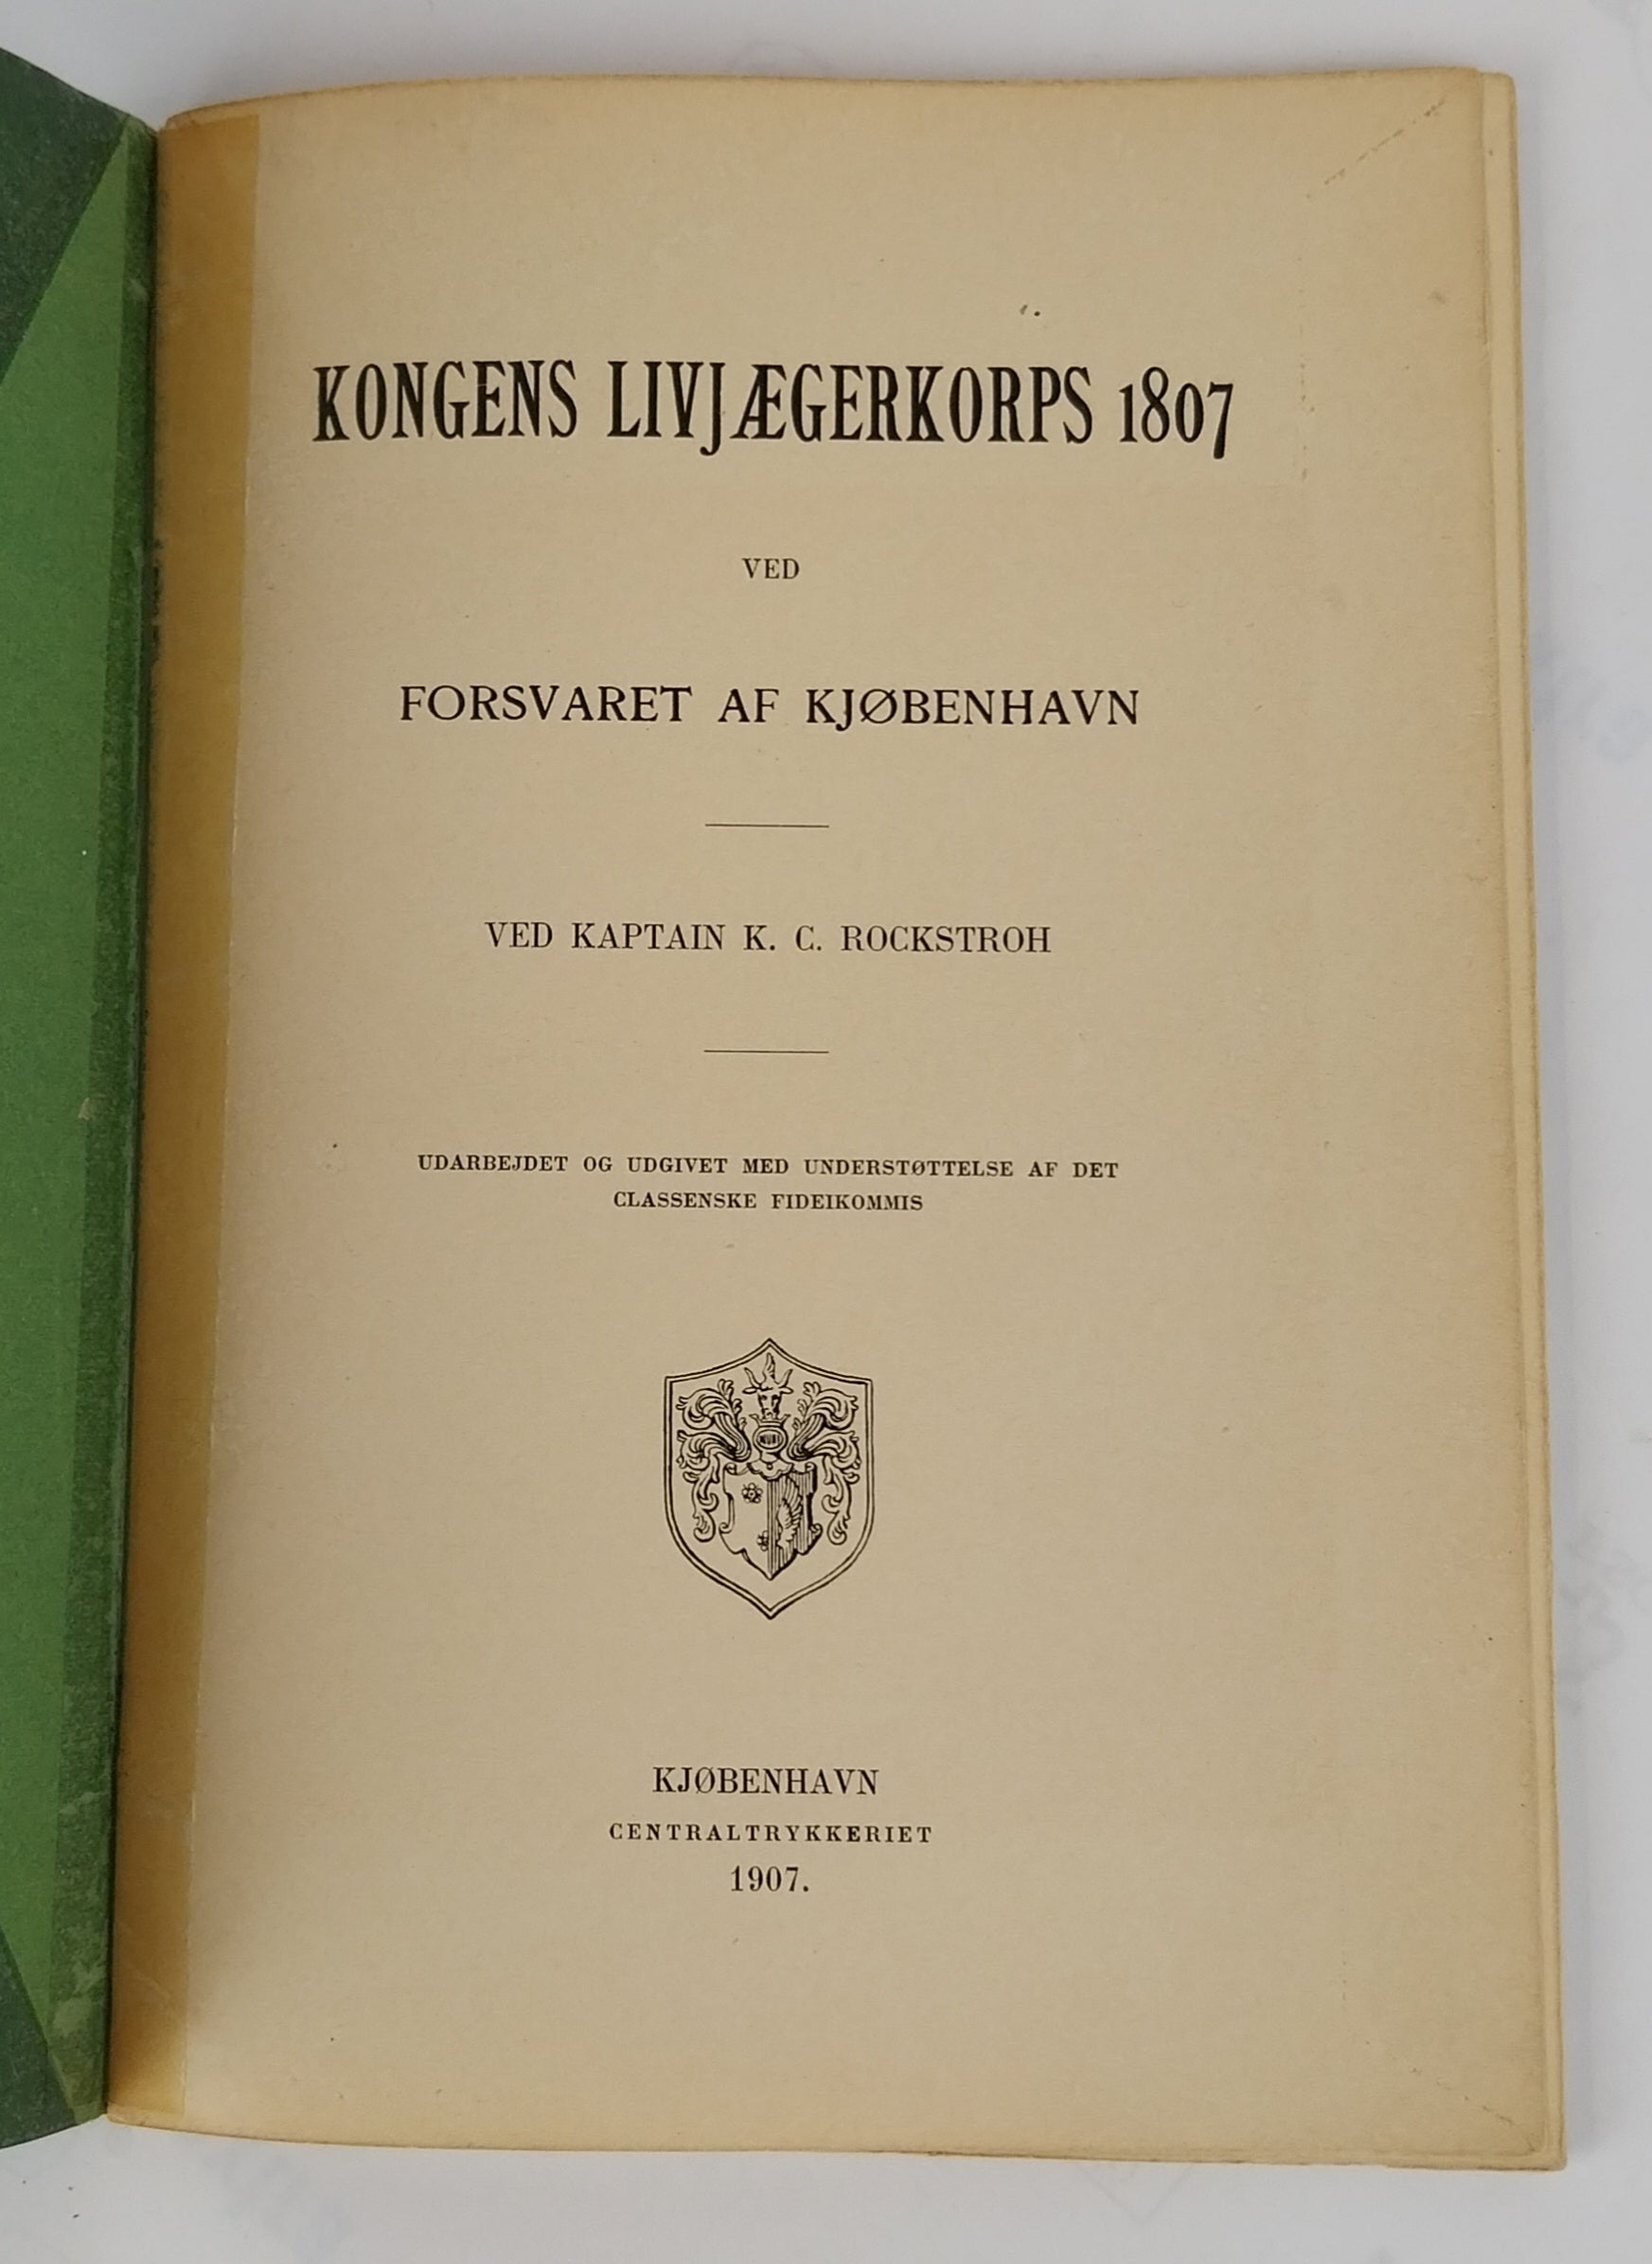 KONGENS LIVJÆGERKORPS 1807
VED
FORSVARET AF KJØBENHAVN
VED KAPTAIN K. C. ROCKSTROH
UDARBEJDET OG UDGIVET MED UNDERSTØTTELSE AF DET
CLASSENSKE FIDEIKOMMIS
KJØBENHAVN
CENTRALTRYKKERIET
1907.